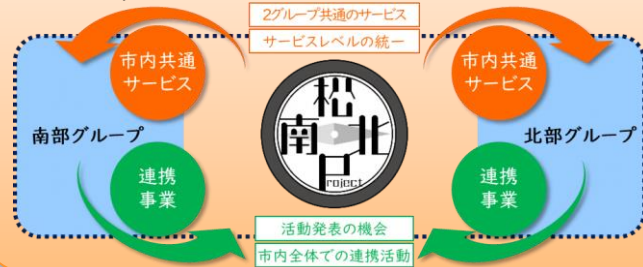 2グループ共通のサービス
サービスレベルの統一
市内共通
サービス
市内共通
サービス
南部グループ
北部グループ
松
南 北
Project
連携
事業
連携
事業
活動発表の機会
市内全体での連携活動